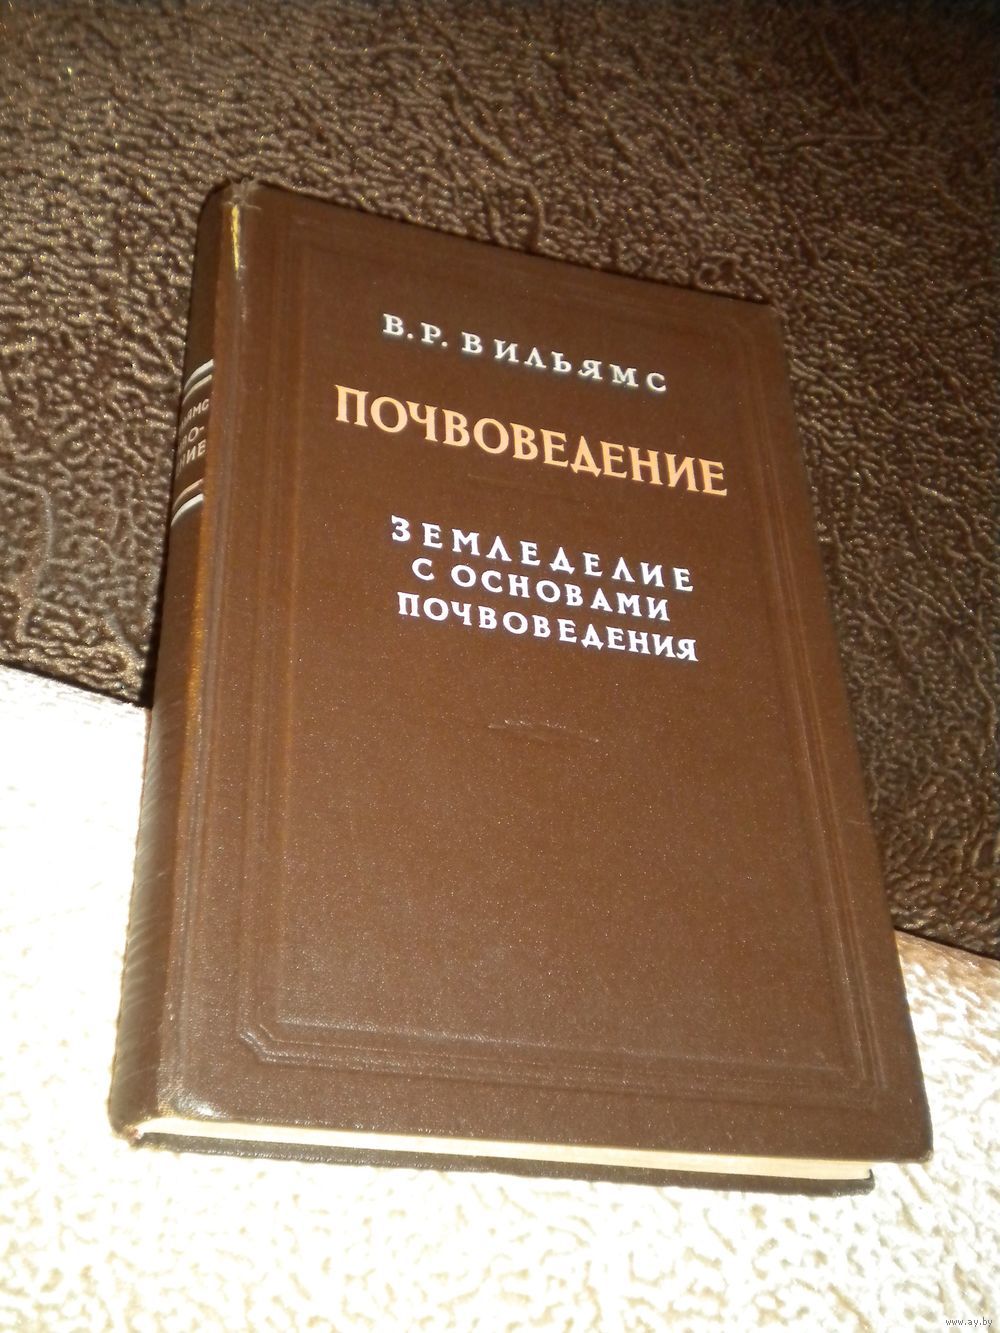 В. Р. ВИЛЬЯМС
ПОЧВОВЕДЕНИЕ
ЗЕМЛЕДЕЛИЕ
С ОСНОВАМИ
ПОЧВОВЕДЕНИЯ
www.ay.by